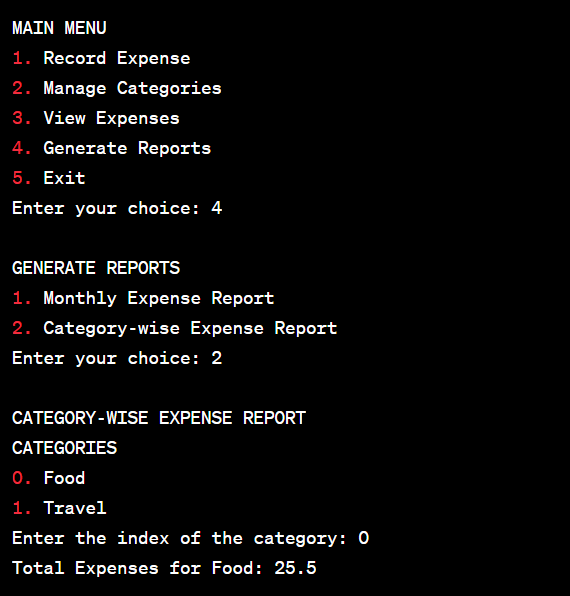 MAIN MENU
1. Record Expense
2. Manage Categories
3. View Expenses
4. Generate Reports
5. Exit
Enter your choice: 4
GENERATE REPORTS
1. Monthly Expense Report
2. Category-wise Expense Report
Enter your choice: 2
CATEGORY-WISE EXPENSE REPORT
CATEGORIES
0. Food
1. Travel
Enter the index of the category: 0
Total Expenses for Food: 25.5